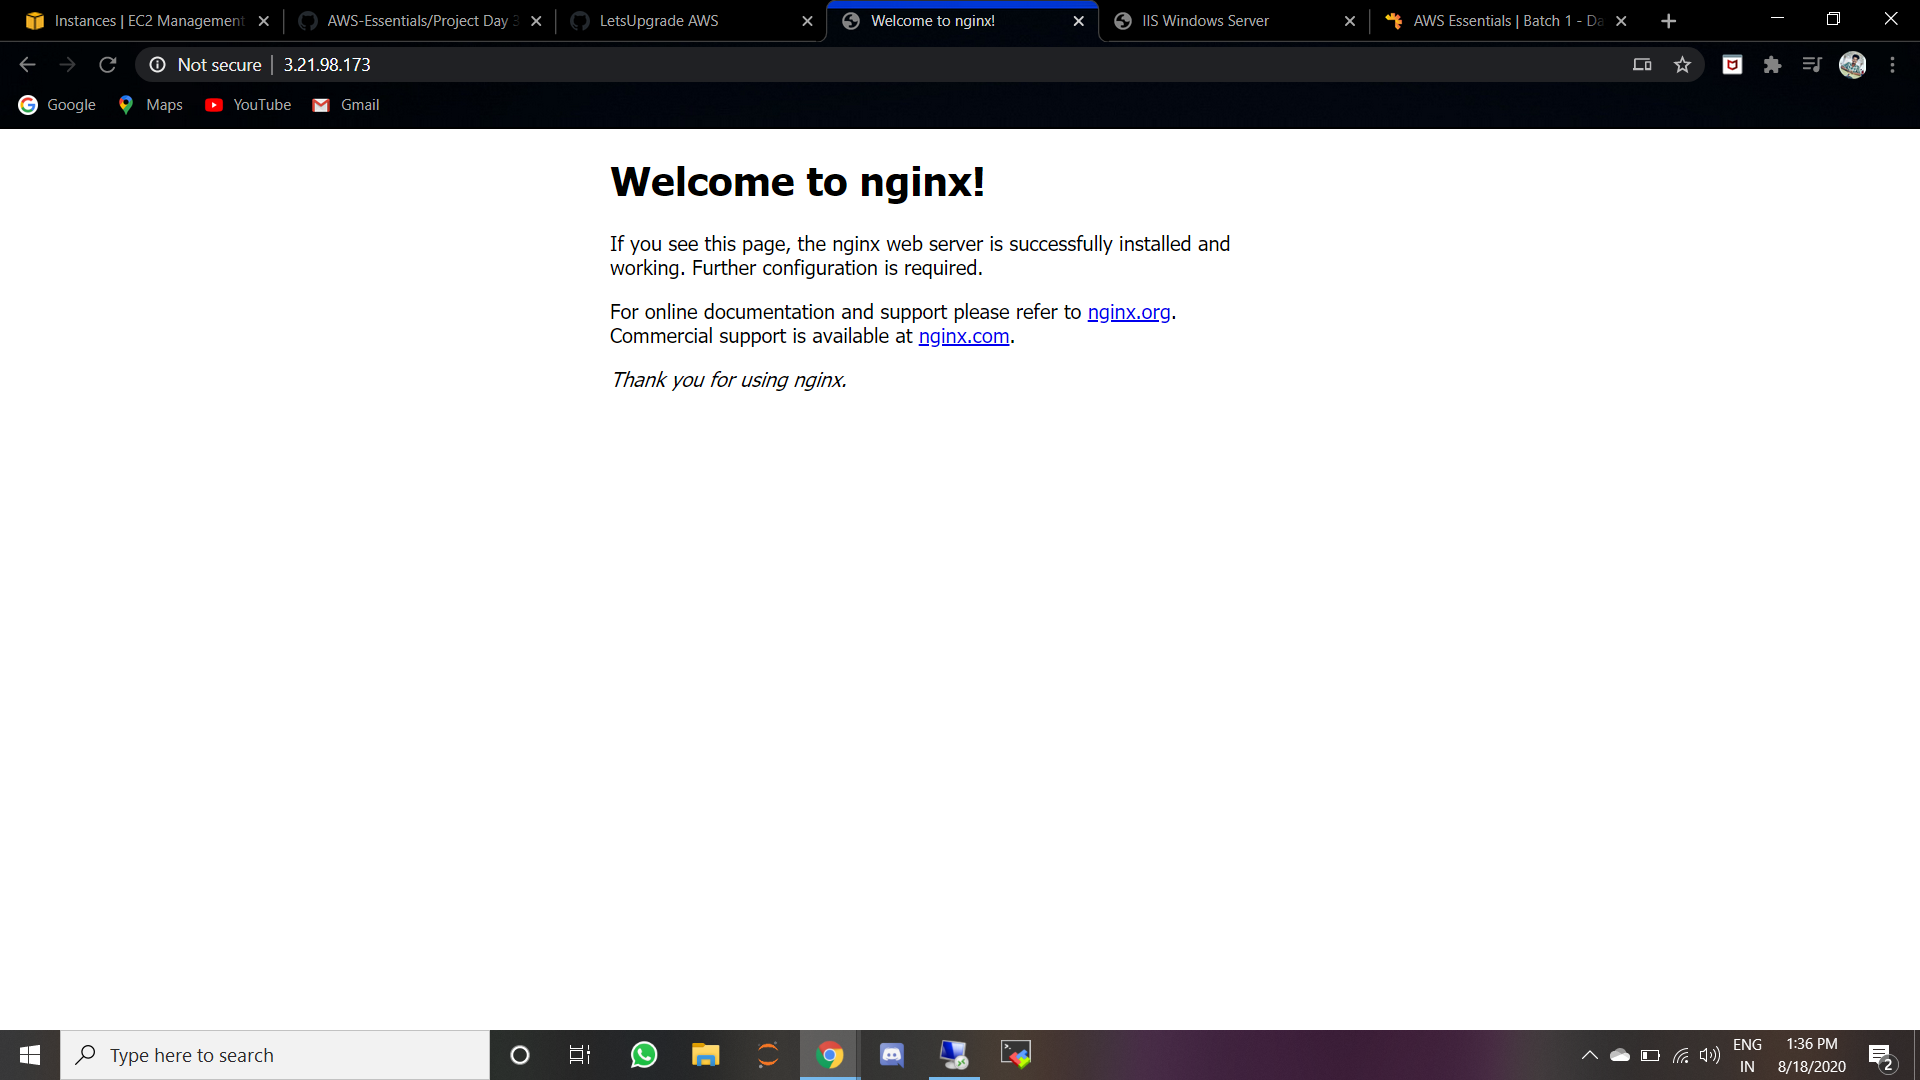 Instances | EC2 Management
AWS-Essentials/Project Day 3
LetsUpgrade AWS
Welcome to nginx!
IIS Windows Server
AWS Essentials | Batch 1 - Da
Not secure | 3.21.98.173
Google
Maps
YouTube
Gmail
Welcome to nginx!
If you see this page, the nginx web server is successfully installed and
working. Further configuration is required.
For online documentation and support please refer to nginx.org.
Commercial support is available at nginx.com.
Thank you for using nginx.
Type here to search
ENG
IN
1:36 PM
8/18/2020
2